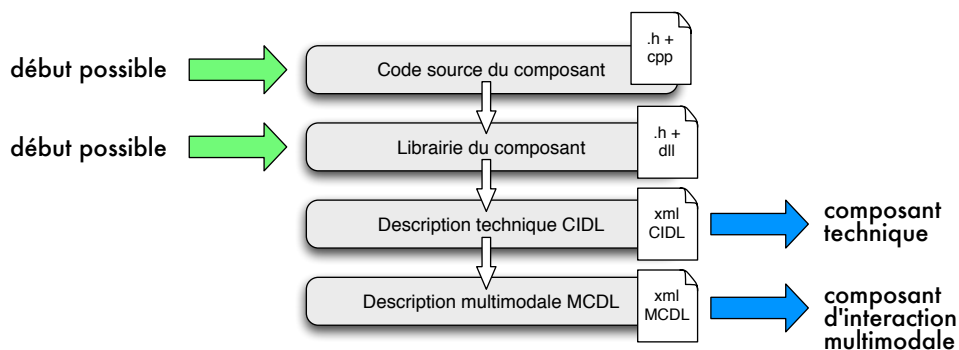 .h +
cpp
début possible
Code source du composant
.h +
dll
début possible
Librairie du composant
xml
CIDL
Description technique CIDL
composant
technique
xml
MCDL
Description multimodale MCDL
composant
d'interaction
multimodale